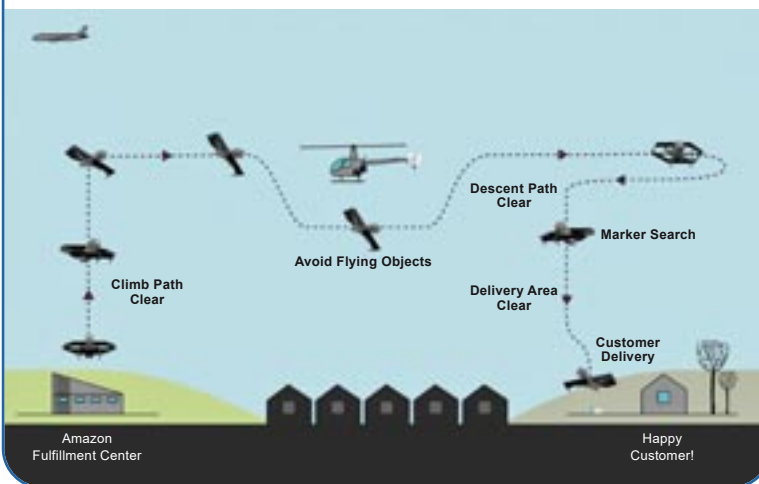 Descent Path
Clear
Marker Search
Avoid Flying Objects
Climb Path
Clear
Delivery Area
Clear
Customer
Delivery
Amazon
Fulfillment Center
Happy
Customer!